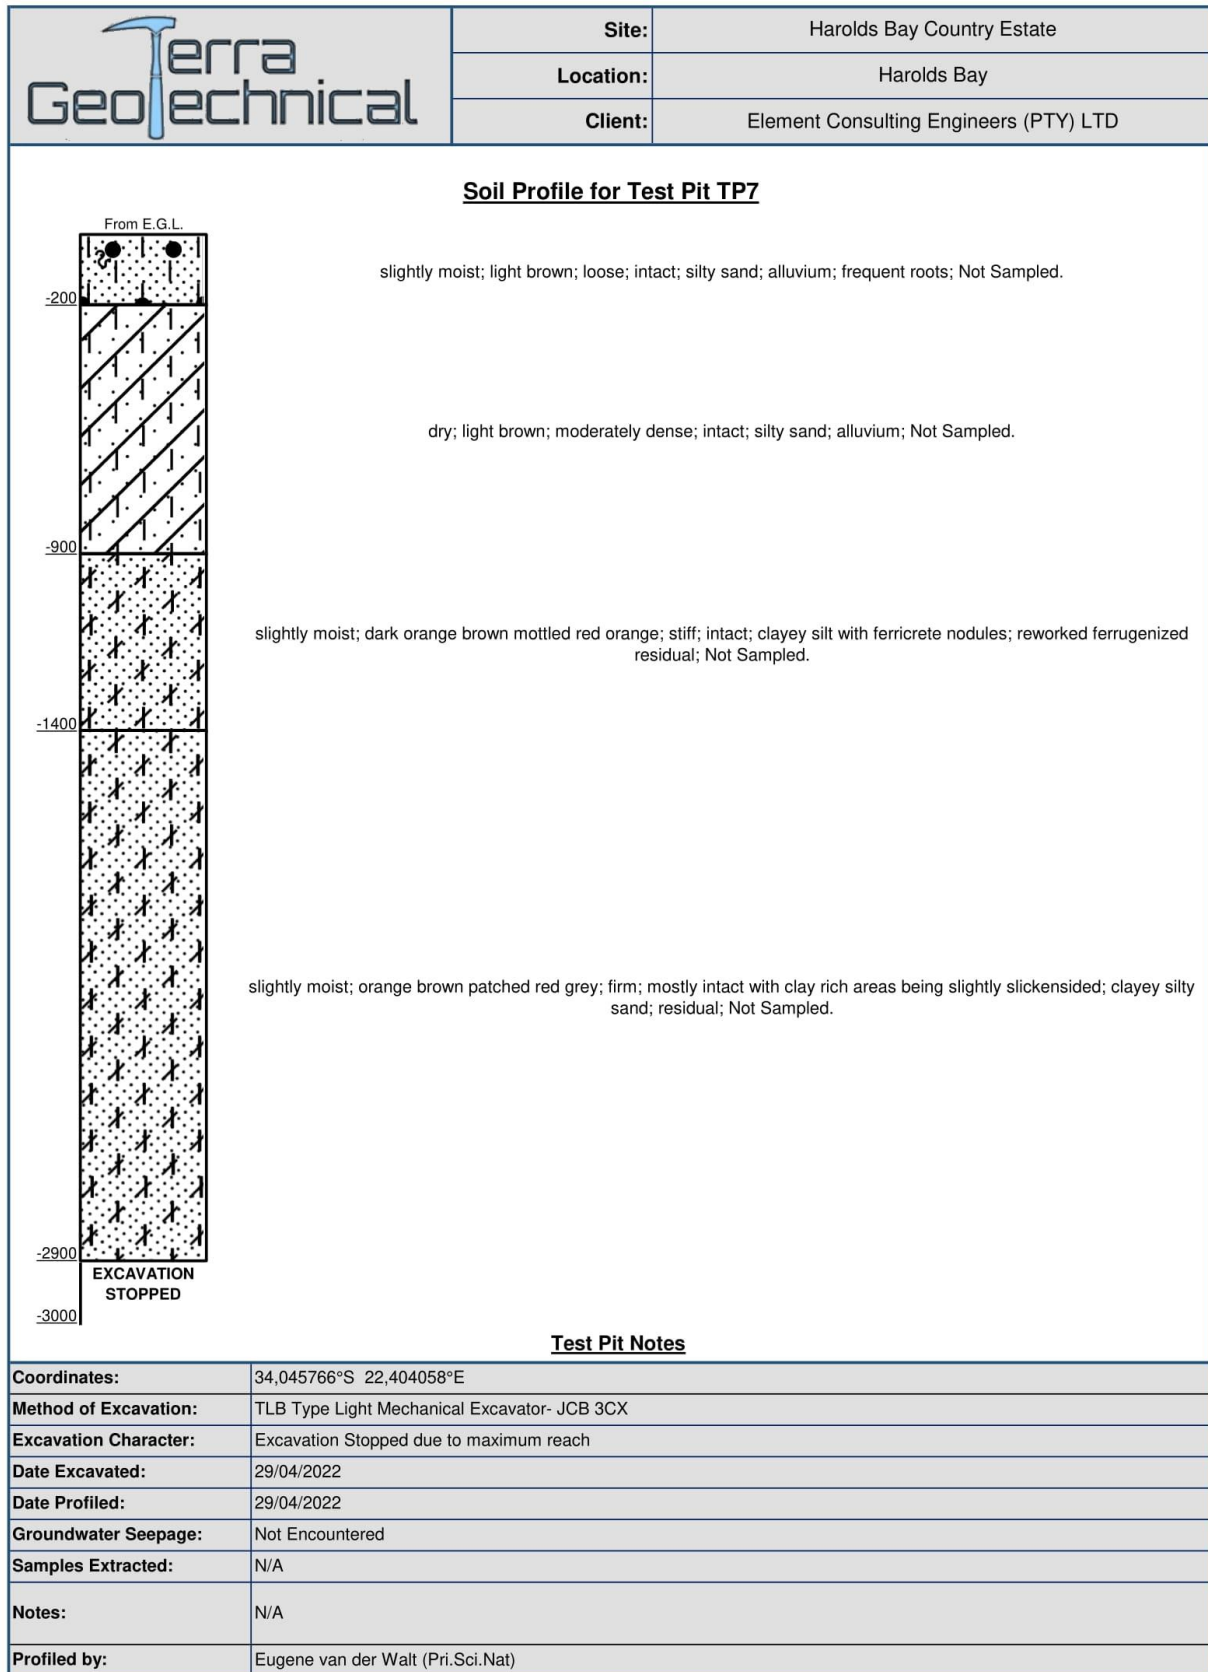 Terra
GeoTechnical
Site: Harolds Bay Country Estate
Location: Harolds Bay
Client: Element Consulting Engineers (PTY) LTD
Soil Profile for Test Pit TP7
From E.G.L.
slightly moist; light brown; loose; intact; silty sand; alluvium; frequent roots; Not Sampled.
-200
dry; light brown; moderately dense; intact; silty sand; alluvium; Not Sampled.
-900
slightly moist; dark orange brown mottled red orange; stiff; intact; clayey silt with ferricrete nodules; reworked ferrugenized
residual; Not Sampled.
-1400
slightly moist; orange brown patched red grey; firm; mostly intact with clay rich areas being slightly slickensided; clayey silty
sand; residual; Not Sampled.
-2900
EXCAVATION
STOPPED
-3000
Test Pit Notes
Coordinates: 34,045766°S 22,404058°E
Method of Excavation: TLB Type Light Mechanical Excavator- JCB 3CX
Excavation Character: Excavation Stopped due to maximum reach
Date Excavated: 29/04/2022
Date Profiled: 29/04/2022
Groundwater Seepage: Not Encountered
Samples Extracted: N/A
Notes: N/A
Profiled by: Eugene van der Walt (Pri.Sci.Nat)